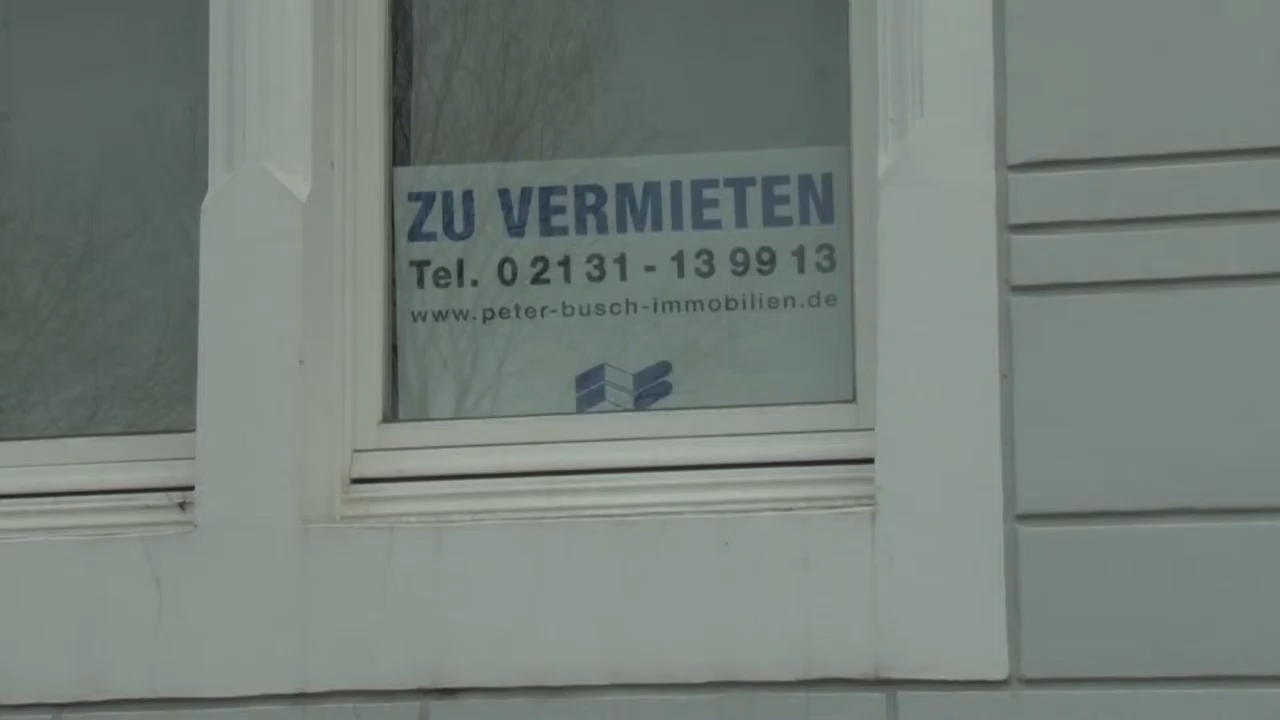 ZU VERMIETEN
Tel. 0 21 31 - 13 99 13
www.peter-busch-immobilien.de